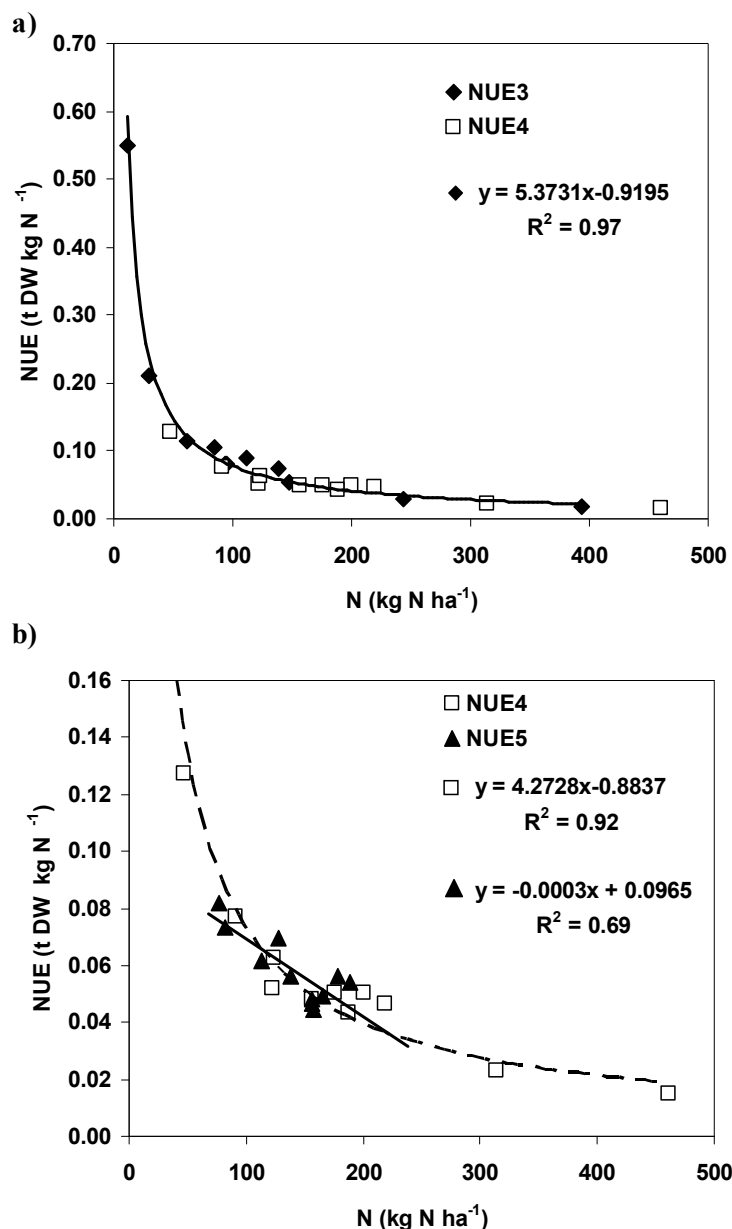 a)
0.70
0.60
0.50
0.40
0.30
0.20
0.10
0.00
NUE (t DW kg N ⁻¹)
NUE3
NUE4
y = 5.3731x-0.9195
R² = 0.97
0
100
200
300
400
500
N (kg N ha⁻¹)
b)
0.16
0.14
0.12
0.10
0.08
0.06
0.04
0.02
0.00
NUE (t DW kg N ⁻¹)
NUE4
NUE5
y = 4.2728x-0.8837
R² = 0.92
y = -0.0003x + 0.0965
R² = 0.69
0
100
200
300
400
500
N (kg N ha⁻¹)